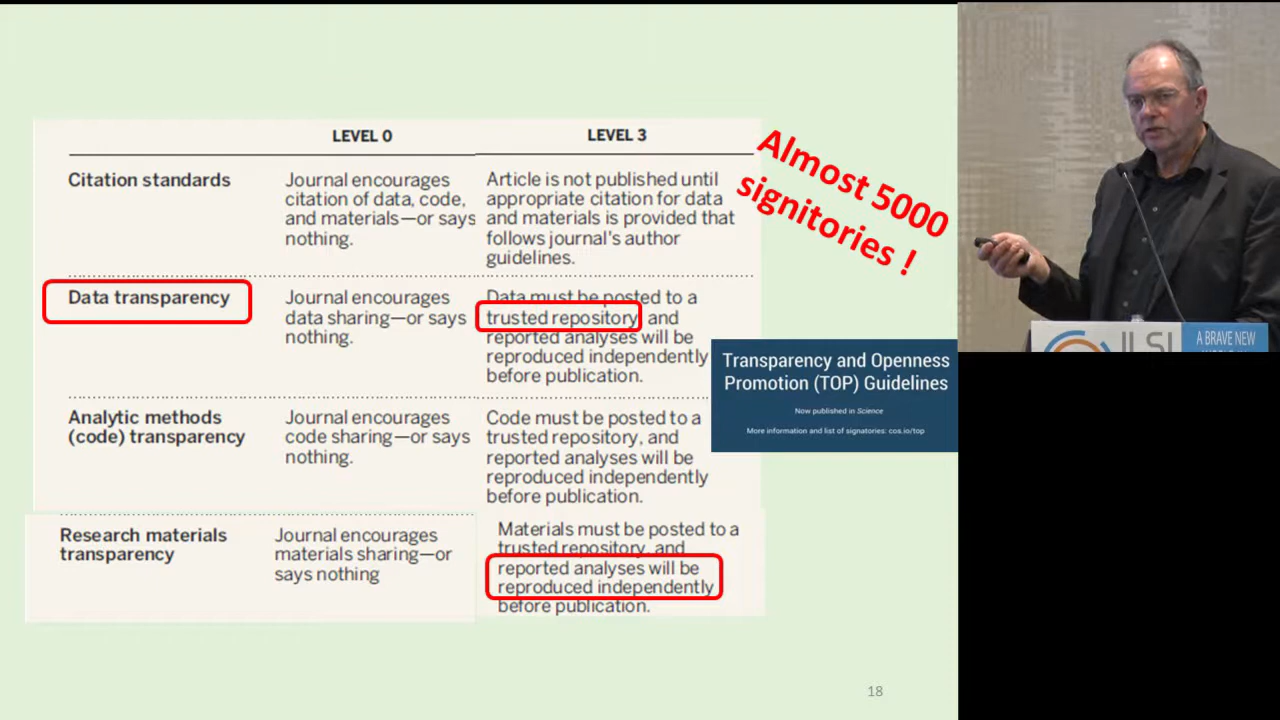 LEVEL 0
LEVEL 3
Citation standards
Journal encourages
citation of data, code,
and materials—or says
nothing.
Article is not published until
appropriate citation for data
and materials is provided that
follows journal's author
guidelines.
Data transparency
Journal encourages
data sharing—or says
nothing.
Data must be posted to a
trusted repository, and
reported analyses will be
reproduced independently
before publication.
Analytic methods
(code) transparency
Journal encourages
code sharing—or says
nothing.
Code must be posted to a
trusted repository, and
reported analyses will be
reproduced independently
before publication.
Research materials
transparency
Journal encourages
materials sharing—or
says nothing
Materials must be posted to a
trusted repository, and
reported analyses will be
reproduced independently
before publication.
Almost 5000
signitories !
Transparency and Openness
Promotion (TOP) Guidelines
Now published in Science
More information and list of signatories: cos.io/top
18
ILSI
A BRAVE NEW